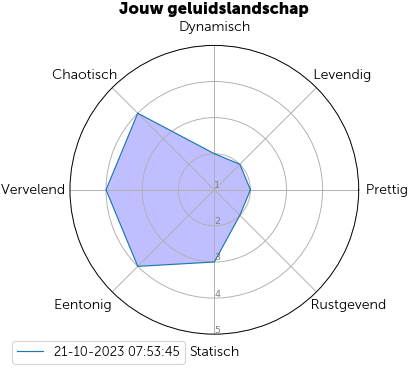 Jouw geluidslandschap
Dynamisch
Chaotisch
Levendig
Vervelend
1
Prettig
2
3
4
Eentonig
Rustgevend
5
21-10-2023 07:53:45
Statisch